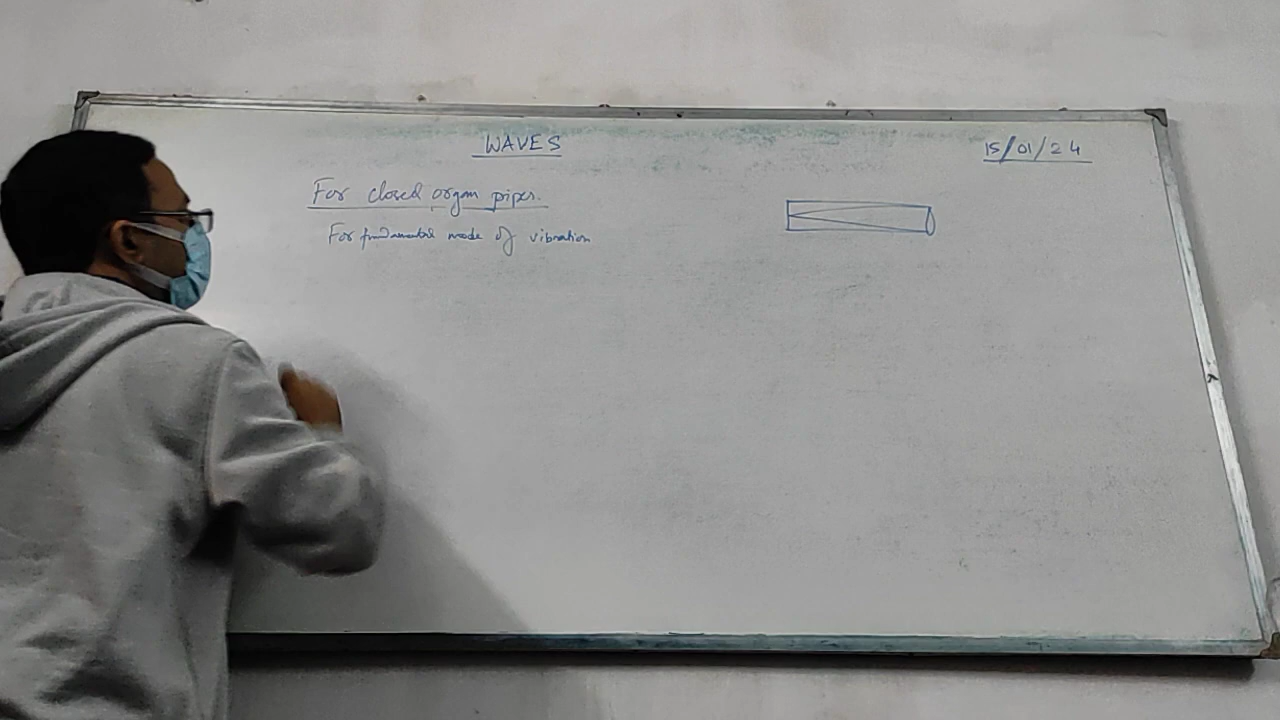 WAVES
15/01/24
For closed organ pipes.
For fundamental mode of vibration